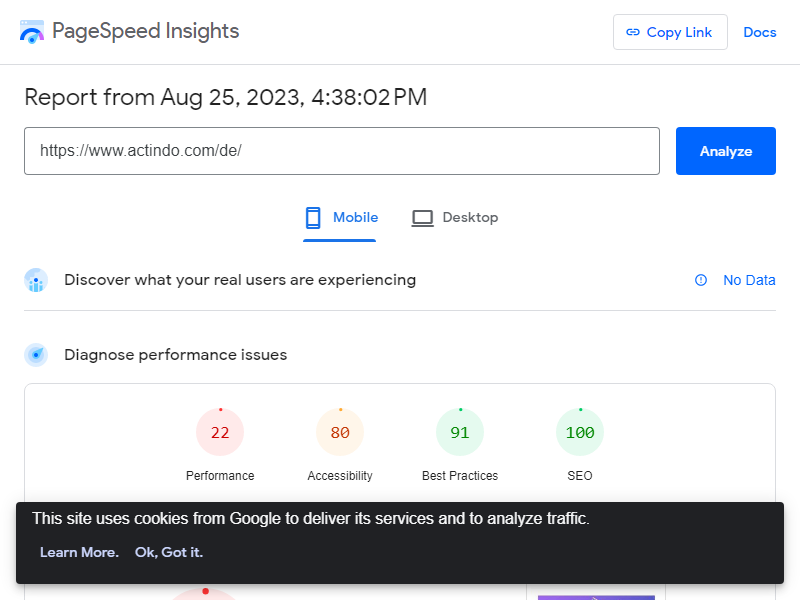 PageSpeed Insights
Copy Link
Docs
Report from Aug 25, 2023, 4:38:02 PM
https://www.actindo.com/de/
Analyze
Mobile
Desktop
Discover what your real users are experiencing
No Data
Diagnose performance issues
22
80
91
100
Performance
Accessibility
Best Practices
SEO
This site uses cookies from Google to deliver its services and to analyze traffic.
Learn More.
Ok, Got it.